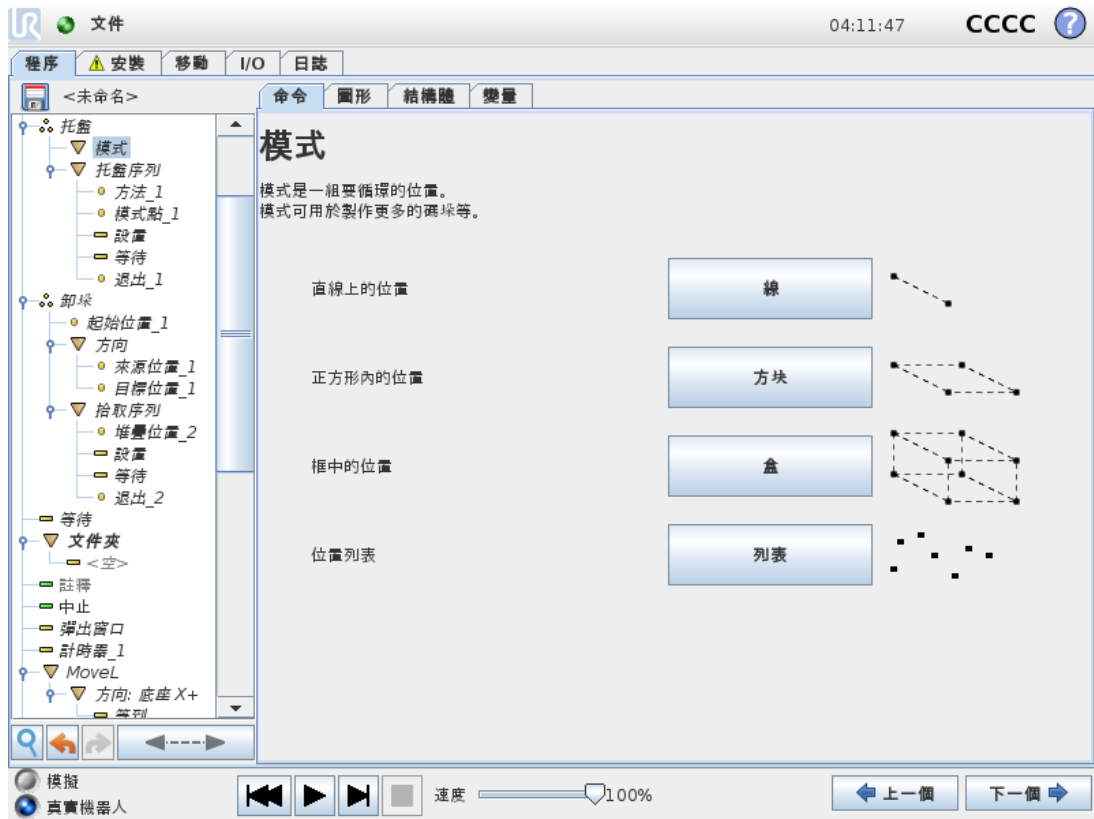 UR 文件 04:11:47 CCCC ?
程序 安裝 移動 I/O 日誌
<未命名> 命令 圖形 結構體 變量
托盤
模式
托盤序列
方法_1
模式點_1
設置
等待
退出_1
卸垛
起始位置_1
方向
來源位置_1
目標位置_1
拾取序列
堆疊位置_2
設置
等待
退出_2
等待
文件夾
<空>
註釋
中止
彈出窗口
計時器_1
MoveL
方向: 底座 X+
等到
模式
模式是一組要循環的位置。
模式可用於製作更多的碼垛等。
直線上的位置 線
正方形內的位置 方块
框中的位置 盒
位置列表 列表
模擬
真實機器人
速度 100%
上一個 下一個